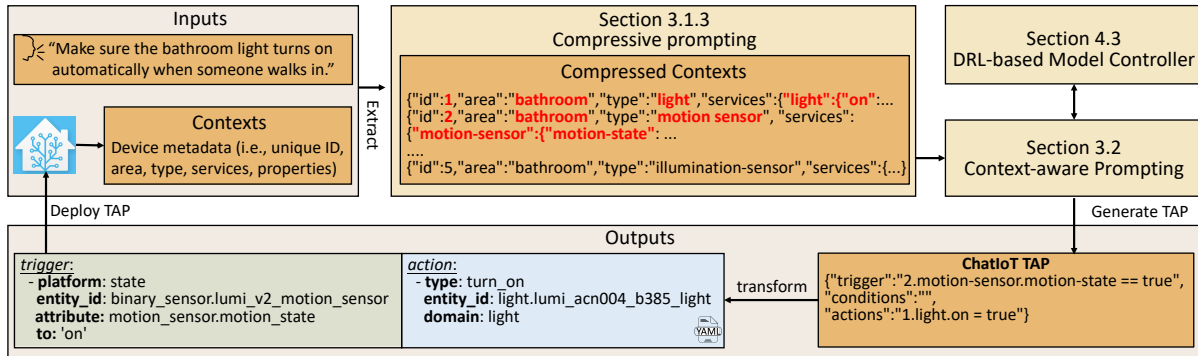 Inputs
“Make sure the bathroom light turns on
automatically when someone walks in.”
Contexts
Device metadata (i.e., unique ID,
area, type, services, properties)
Extract
Section 3.1.3
Compressive prompting
Compressed Contexts
{"id":1,"area":"bathroom","type":"light","services":{"light":{"on":...
{"id":2,"area":"bathroom","type":"motion sensor", "services":
{"motion-sensor":{"motion-state": ...
....
{"id":5,"area":"bathroom","type":"illumination-sensor","services":{...}
Section 4.3
DRL-based Model Controller
Section 3.2
Context-aware Prompting
Deploy TAP
Generate TAP
Outputs
trigger:
- platform: state
entity_id: binary_sensor.lumi_v2_motion_sensor
attribute: motion_sensor.motion_state
to: 'on'
action:
- type: turn_on
entity_id: light.lumi_acn004_b385_light
domain: light
YAML
transform
ChatIoT TAP
{"trigger":"2.motion-sensor.motion-state == true",
"conditions":"",
"actions":"1.light.on = true"}